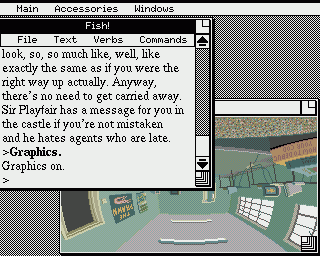 Main Accessories Windows
Fish!
File Text Verbs Commands
look, so, so much like, well, like
exactly the same as if you were the
right way up actually. Anyway,
there's no need to get carried away.
Sir Playfair has a message for you in
the castle if you're not mistaken
and he hates agents who are late.
>Graphics.
Graphics on.
>